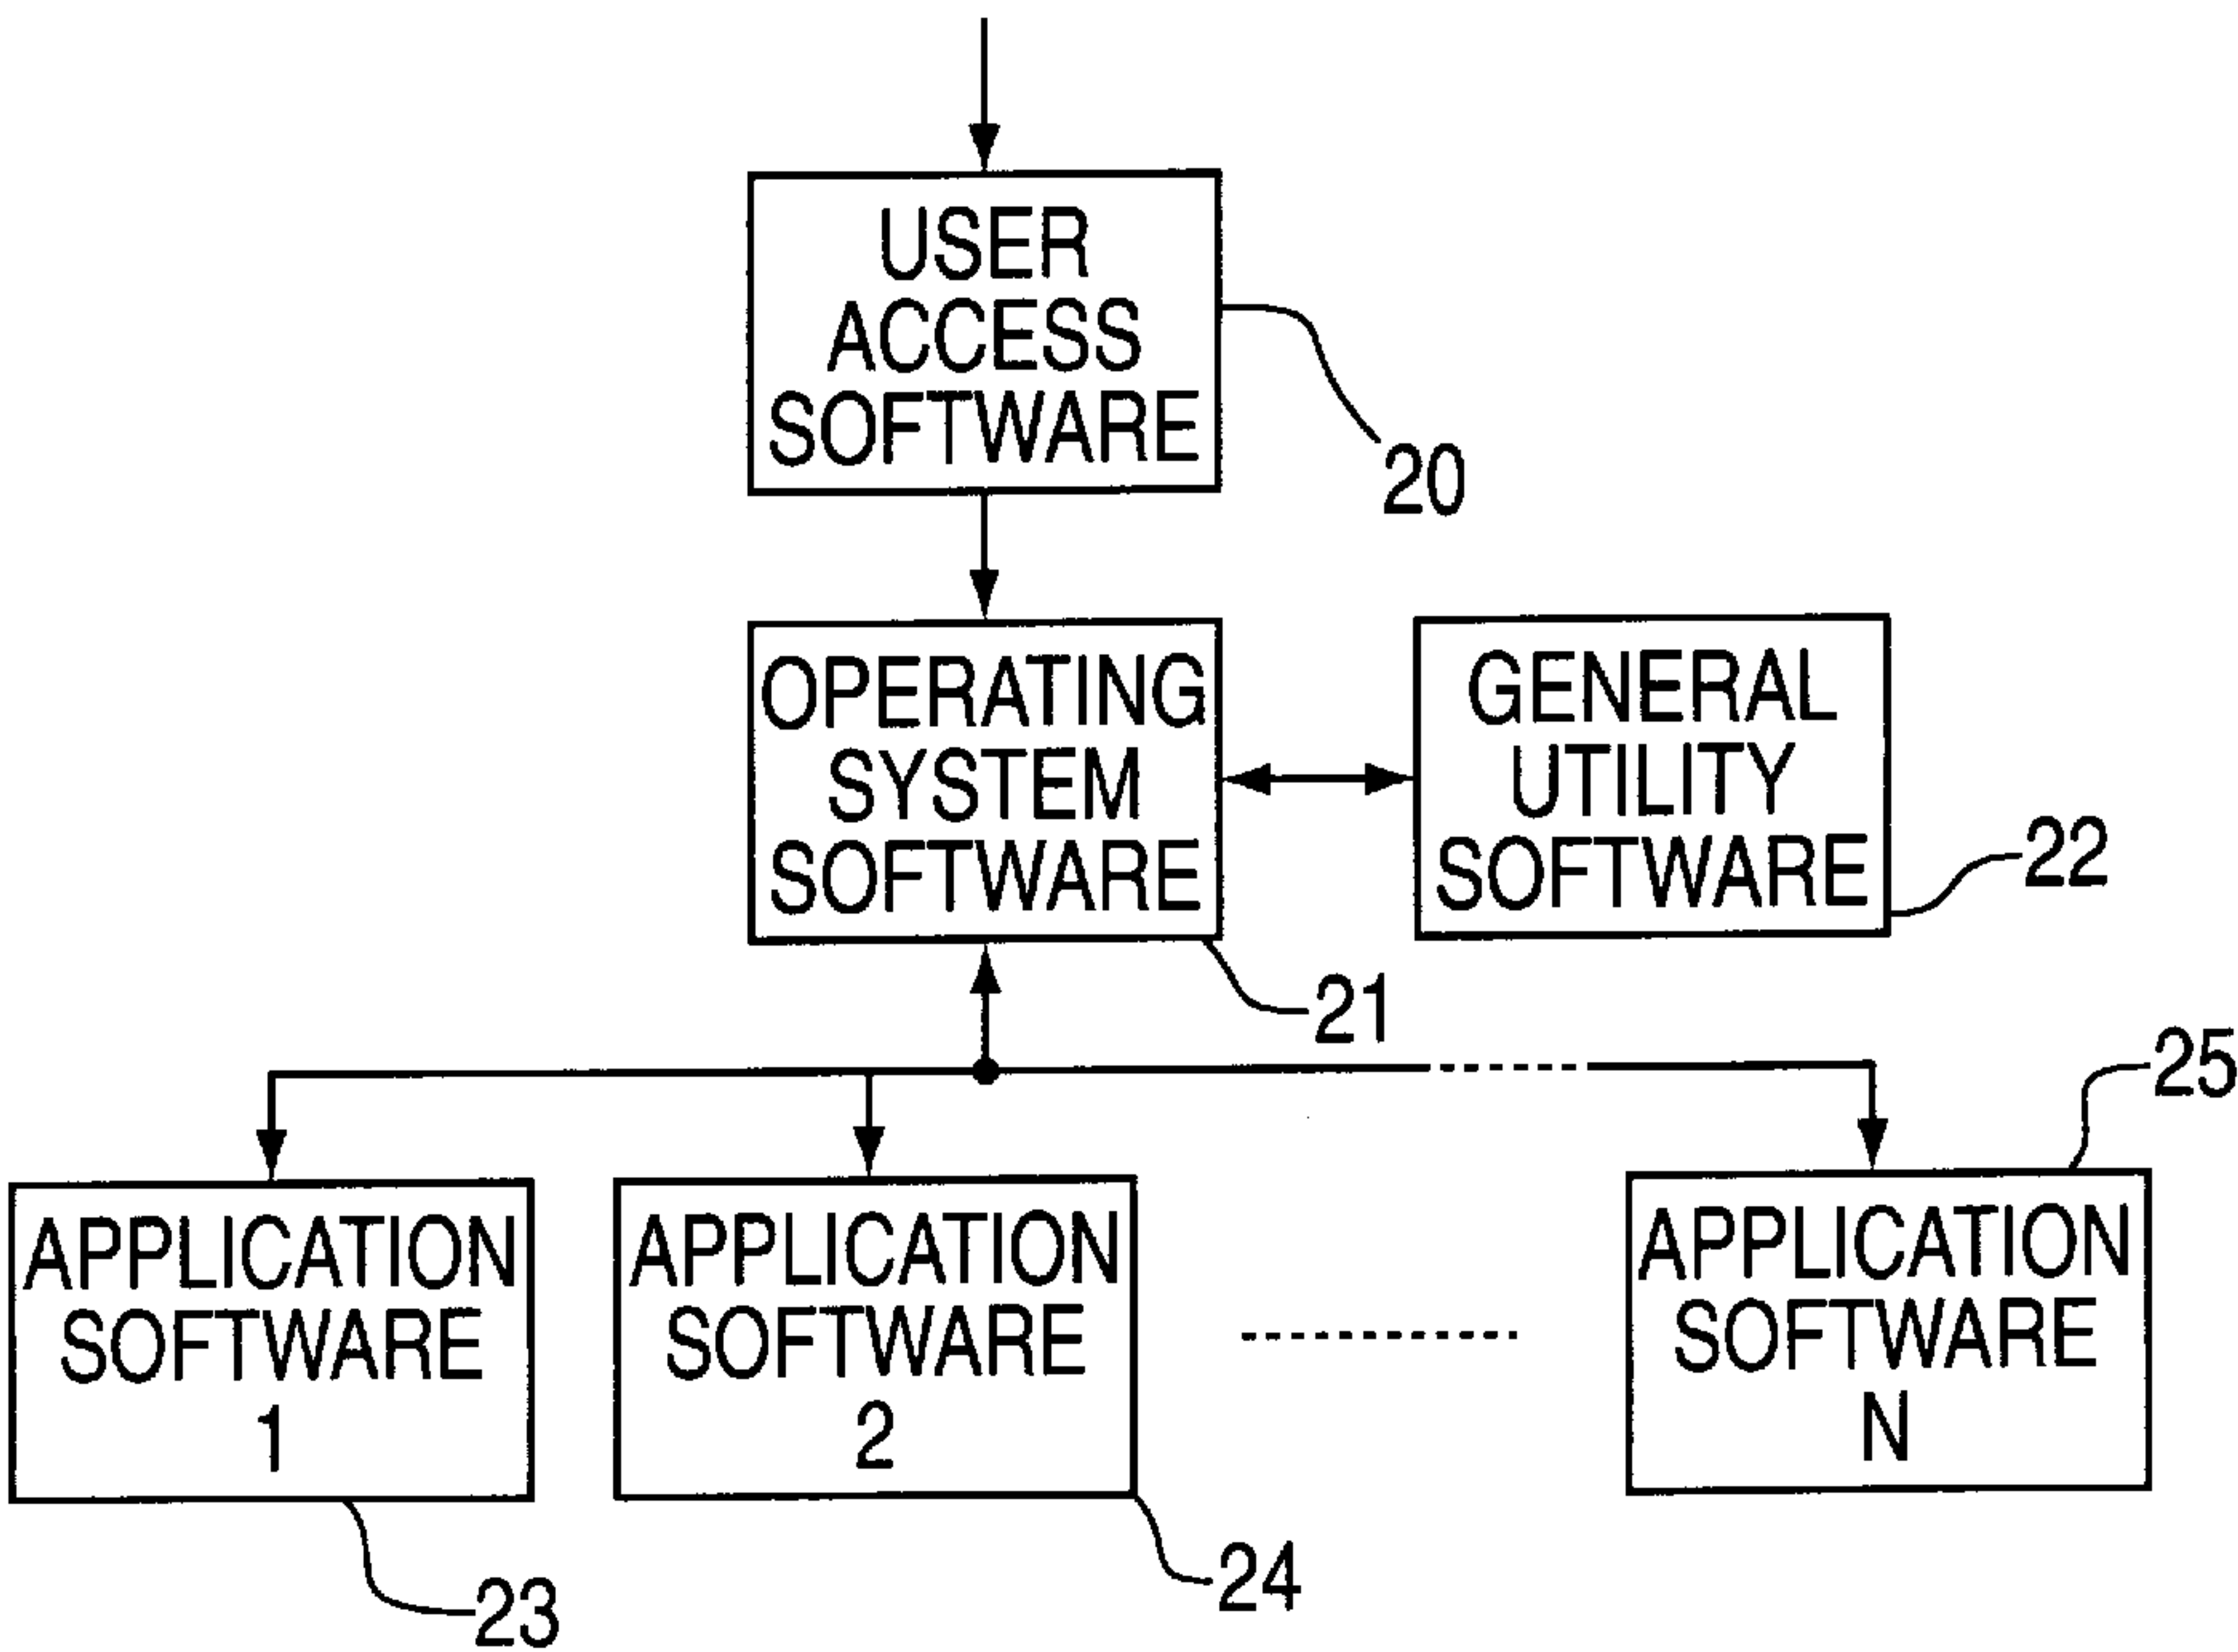 USER
ACCESS
SOFTWARE
20
OPERATING
SYSTEM
SOFTWARE
21
GENERAL
UTILITY
SOFTWARE
22
APPLICATION
SOFTWARE
1
23
APPLICATION
SOFTWARE
2
24
APPLICATION
SOFTWARE
N
25